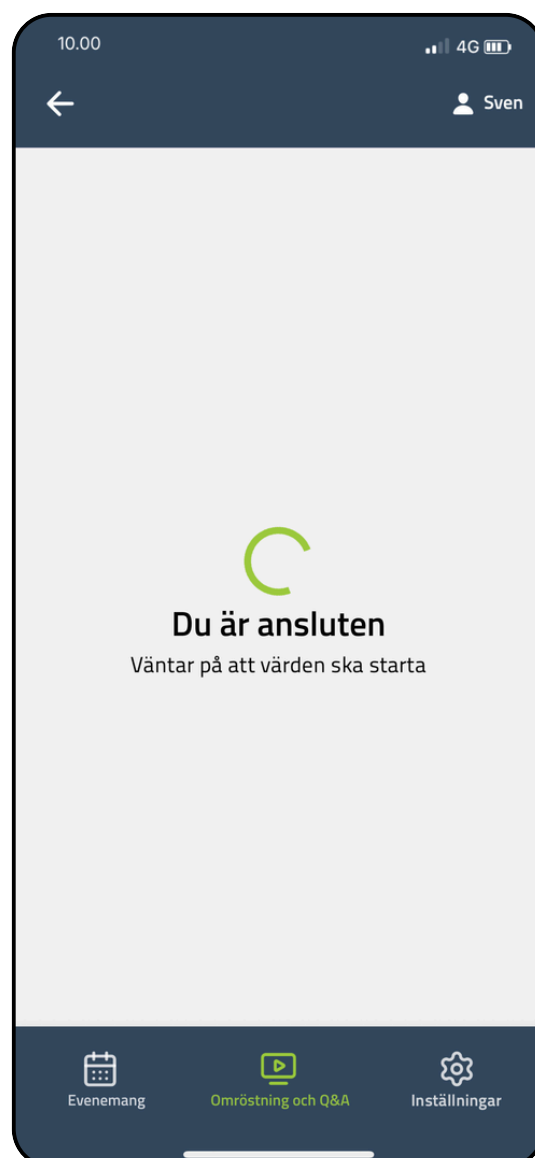 10.00
4G
Sven
Du är ansluten
Väntar på att värden ska starta
Evenemang
Omröstning och Q&A
Inställningar